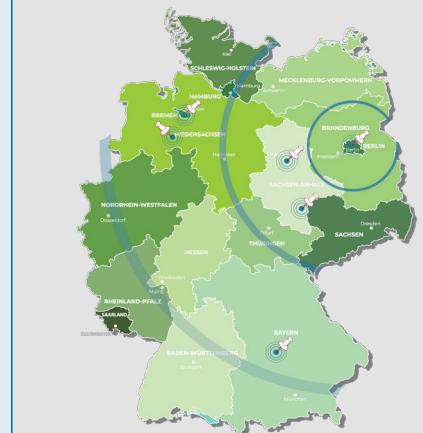 Kiel
SCHLESWIG-HOLSTEIN
MECKLENBURG-VORPOMMERN
Schwerin
Hamburg
HAMBURG
BREMEN
NIEDERSACHSEN
BRANDENBURG
BERLIN
Potsdam
Hannover
SACHSEN-ANHALT
NORDRHEIN-WESTFALEN
Düsseldorf
Dresden
SACHSEN
Erfurt
THÜRINGEN
HESSEN
Wiesbaden
Mainz
RHEINLAND-PFALZ
SAARLAND
Saarbrücken
BAYERN
BADEN-WÜRTTEMBERG
Stuttgart
München